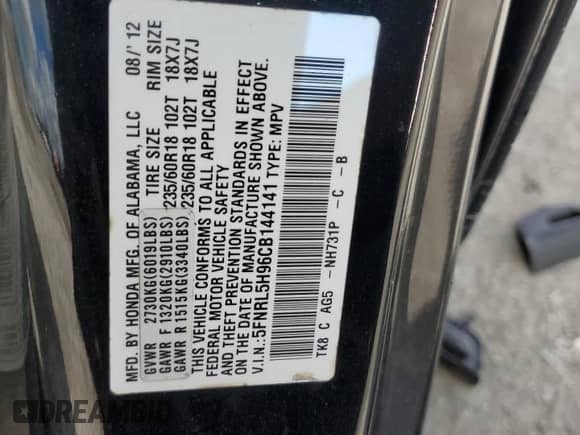 MFD. BY HONDA MFG. OF ALABAMA, LLC 08/'12
GVWR 2730KG(6019LBS) TIRE SIZE RIM SIZE
GAWR F 1320KG(2910LBS) 235/60R18 102T 18X7J
GAWR R 1515KG(3340LBS) 235/60R18 102T 18X7J
THIS VEHICLE CONFORMS TO ALL APPLICABLE
FEDERAL MOTOR VEHICLE SAFETY
AND THEFT PREVENTION STANDARDS IN EFFECT
ON THE DATE OF MANUFACTURE SHOWN ABOVE.
V.I.N.: 5FNRL5H96CB144141 TYPE: MPV
TK8 C AG5 -NH731P -C -B
DREAMBID